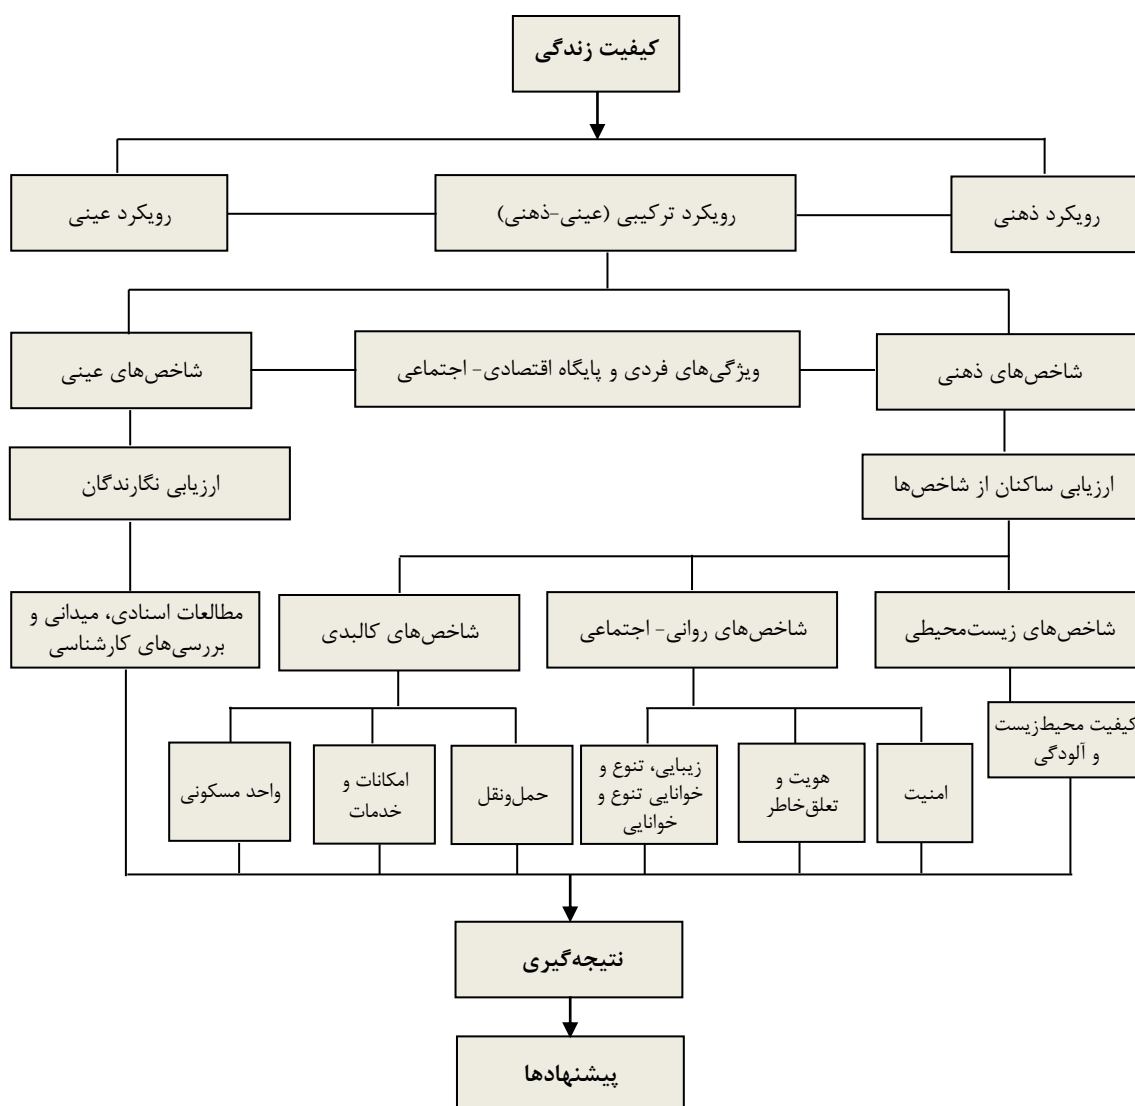 کیفیت زندگی
رویکرد ذهنی
رویکرد ترکیبی (عینی-ذهنی)
رویکرد عینی
شاخص‌های ذهنی
ویژگی‌های فردی و پایگاه اقتصادی- اجتماعی
شاخص‌های عینی
ارزیابی ساکنان از شاخص‌ها
ارزیابی نگارندگان
شاخص‌های زیست‌محیطی
شاخص‌های روانی- اجتماعی
شاخص‌های کالبدی
مطالعات اسنادی، میدانی و
بررسی‌های کارشناسی
کیفیت محیط‌زیست
و آلودگی
امنیت
هویت و
تعلق‌خاطر
زیبایی، تنوع و
خوانایی تنوع و
خوانایی
حمل‌ونقل
امکانات و
خدمات
واحد مسکونی
نتیجه‌گیری
پیشنهادها